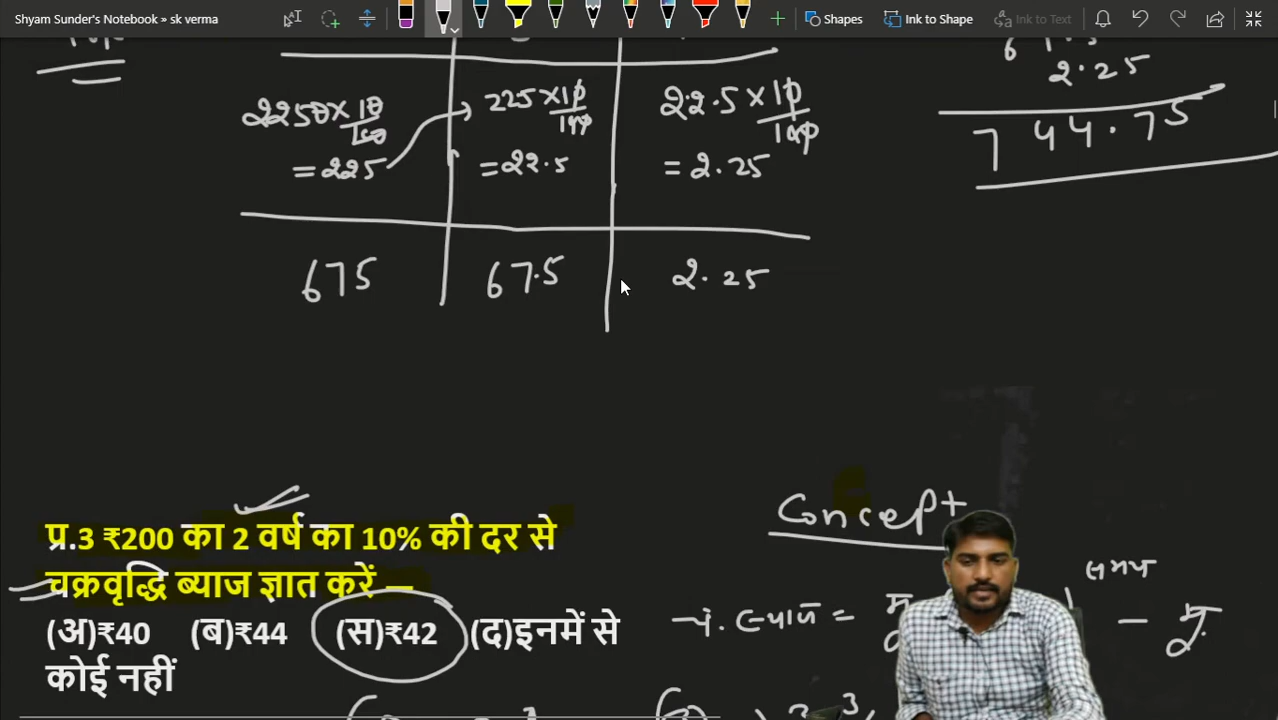 Shyam Sunder's Notebook » sk verma
Shapes
Ink to Shape
Ink to Text
2.25
744.75
2250 × 10/100
= 225
225 × 10/100
= 22.5
22.5 × 10/100
= 2.25
675
67.5
2.25
प्र.3 ₹200 का 2 वर्ष का 10% की दर से
चक्रवृद्धि ब्याज ज्ञात करें —
(अ)₹40 (ब)₹44 (स)₹42 (द)इनमें से
कोई नहीं
Concept
समय
च. ब्याज =